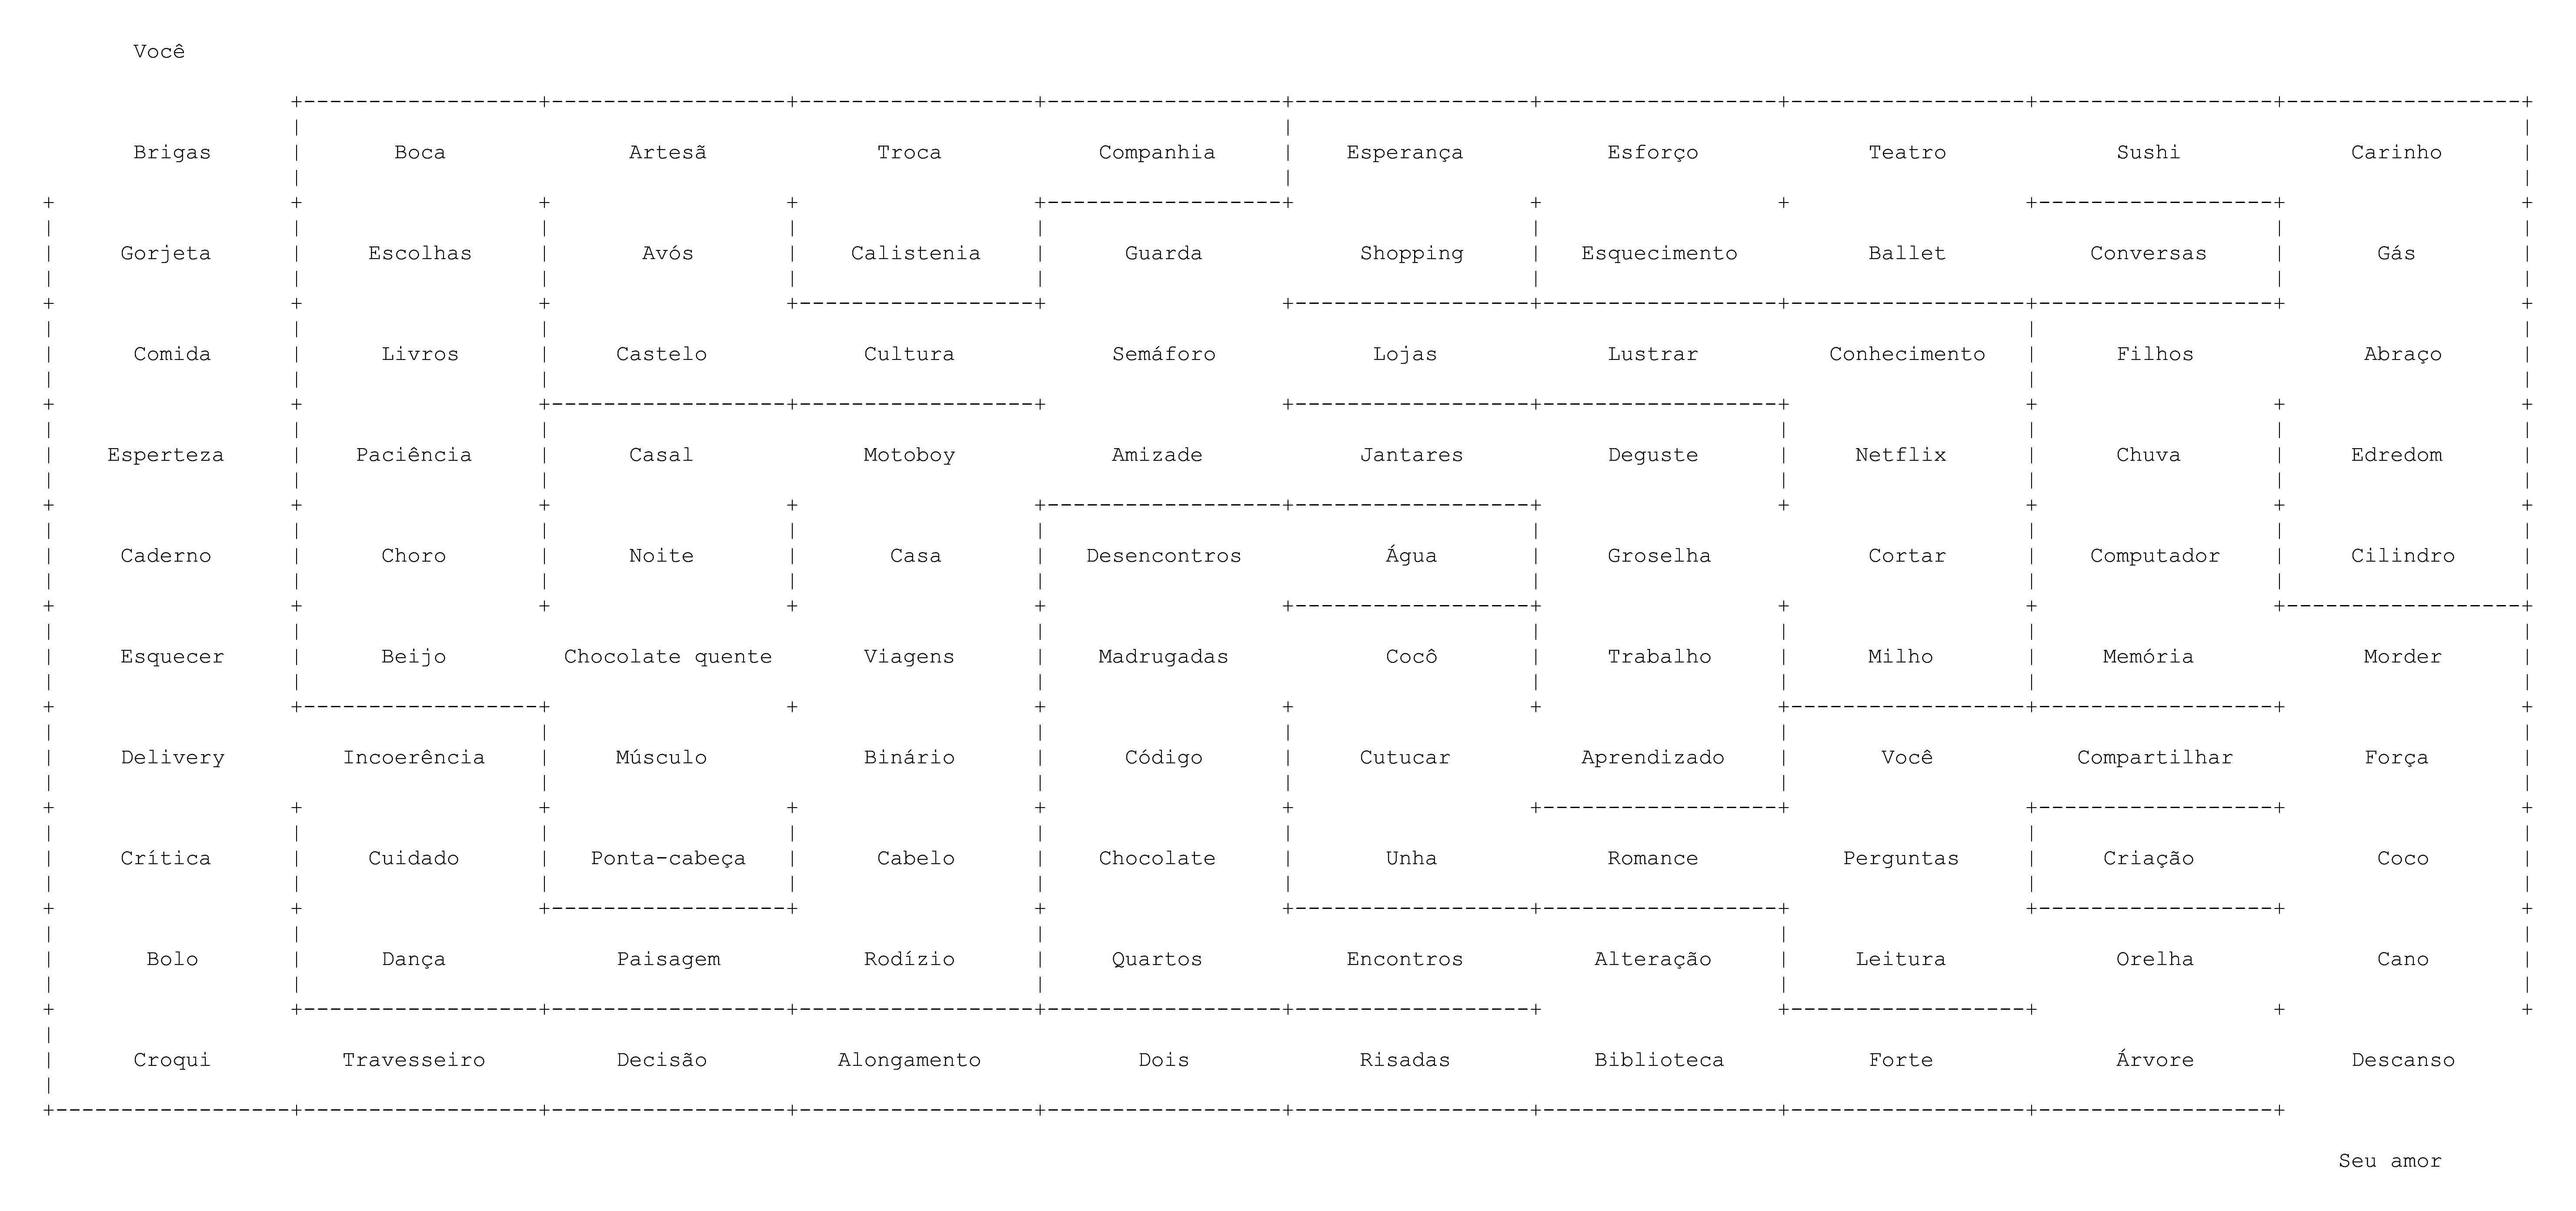 Você
Brigas Boca Artesã Troca Companhia Esperança Esforço Teatro Sushi Carinho
Gorjeta Escolhas Avós Calistenia Guarda Shopping Esquecimento Ballet Conversas Gás
Comida Livros Castelo Cultura Semáforo Lojas Lustrar Conhecimento Filhos Abraço
Esperteza Paciência Casal Motoboy Amizade Jantares Deguste Netflix Chuva Edredom
Caderno Choro Noite Casa Desencontros Água Groselha Cortar Computador Cilindro
Esquecer Beijo Chocolate quente Viagens Madrugadas Cocô Trabalho Milho Memória Morder
Delivery Incoerência Músculo Binário Código Cutucar Aprendizado Você Compartilhar Força
Crítica Cuidado Ponta-cabeça Cabelo Chocolate Unha Romance Perguntas Criação Coco
Bolo Dança Paisagem Rodízio Quartos Encontros Alteração Leitura Orelha Cano
Croqui Travesseiro Decisão Alongamento Dois Risadas Biblioteca Forte Árvore Descanso
Seu amor